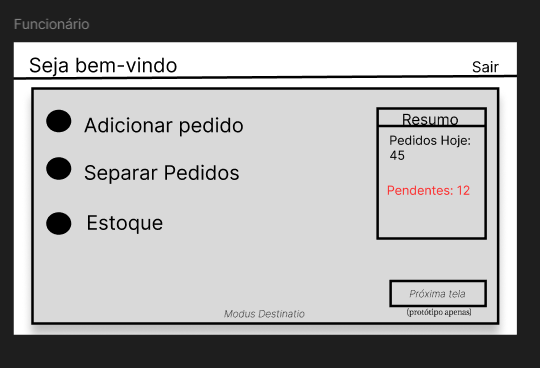 Funcionário
Seja bem-vindo
Sair
Adicionar pedido
Separar Pedidos
Estoque
Resumo
Pedidos Hoje:
45
Pendentes: 12
Próxima tela
(protótipo apenas)
Modus Destinatio